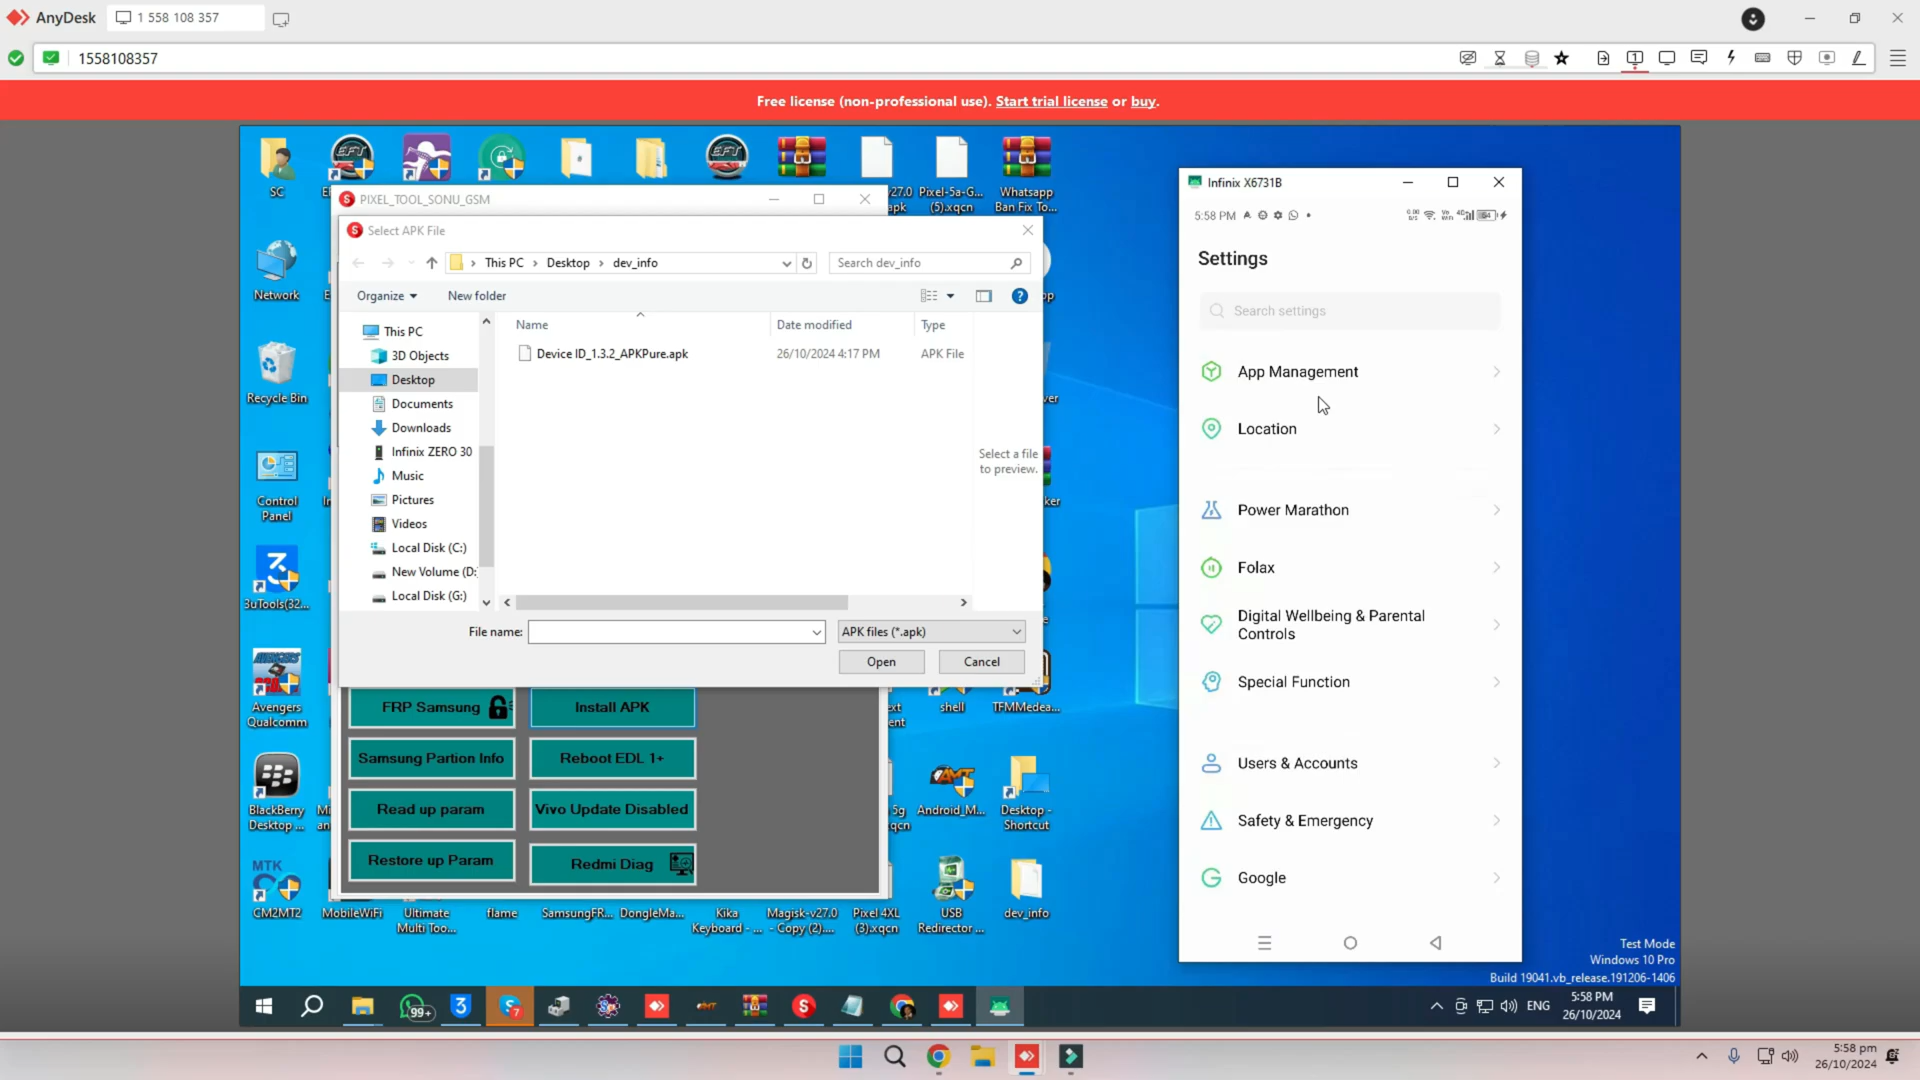 AnyDesk
1 558 108 357
1558108357
Free license (non-professional use). Start trial license or buy.
SC
27.0
apk
Pixel-5a-G...
(5).xqcn
Whatsapp
Ban Fix To...
PIXEL_TOOL_SONU_GSM
Select APK File
This PC
Desktop
dev_info
Search dev_info
Organize
New folder
Name
Date modified
Type
This PC
3D Objects
Desktop
Documents
Downloads
Infinix ZERO 30
Music
Pictures
Videos
Local Disk (C:)
New Volume (D:
Local Disk (G:)
Device ID_1.3.2_APKPure.apk
26/10/2024 4:17 PM
APK File
Select a file
to preview.
File name:
APK files (*.apk)
Open
Cancel
FRP Samsung
Install APK
Samsung Partion Info
Reboot EDL 1+
Read up param
Vivo Update Disabled
Restore up Param
Redmi Diag
Network
Recycle Bin
Control
Panel
3uTools(32...
Avengers
Qualcomm
BlackBerry
Desktop ...
MTK
CM2MT2
MobileWiFi
Ultimate
Multi Too...
flame
SamsungFR...
DongleMa...
Kika
Keyboard - ...
Magisk-v27.0
- Copy (2)....
Pixel 4XL
(3).xqcn
USB
Redirector ...
dev_info
shell
TFMMedea...
5g
qcn
Android_M...
Desktop -
Shortcut
Infinix X6731B
5:58 PM
Settings
Search settings
App Management
Location
Power Marathon
Folax
Digital Wellbeing & Parental
Controls
Special Function
Users & Accounts
Safety & Emergency
Google
Test Mode
Windows 10 Pro
Build 19041.vb_release.191206-1406
99+
ENG
5:58 PM
26/10/2024
5:58 pm
26/10/2024